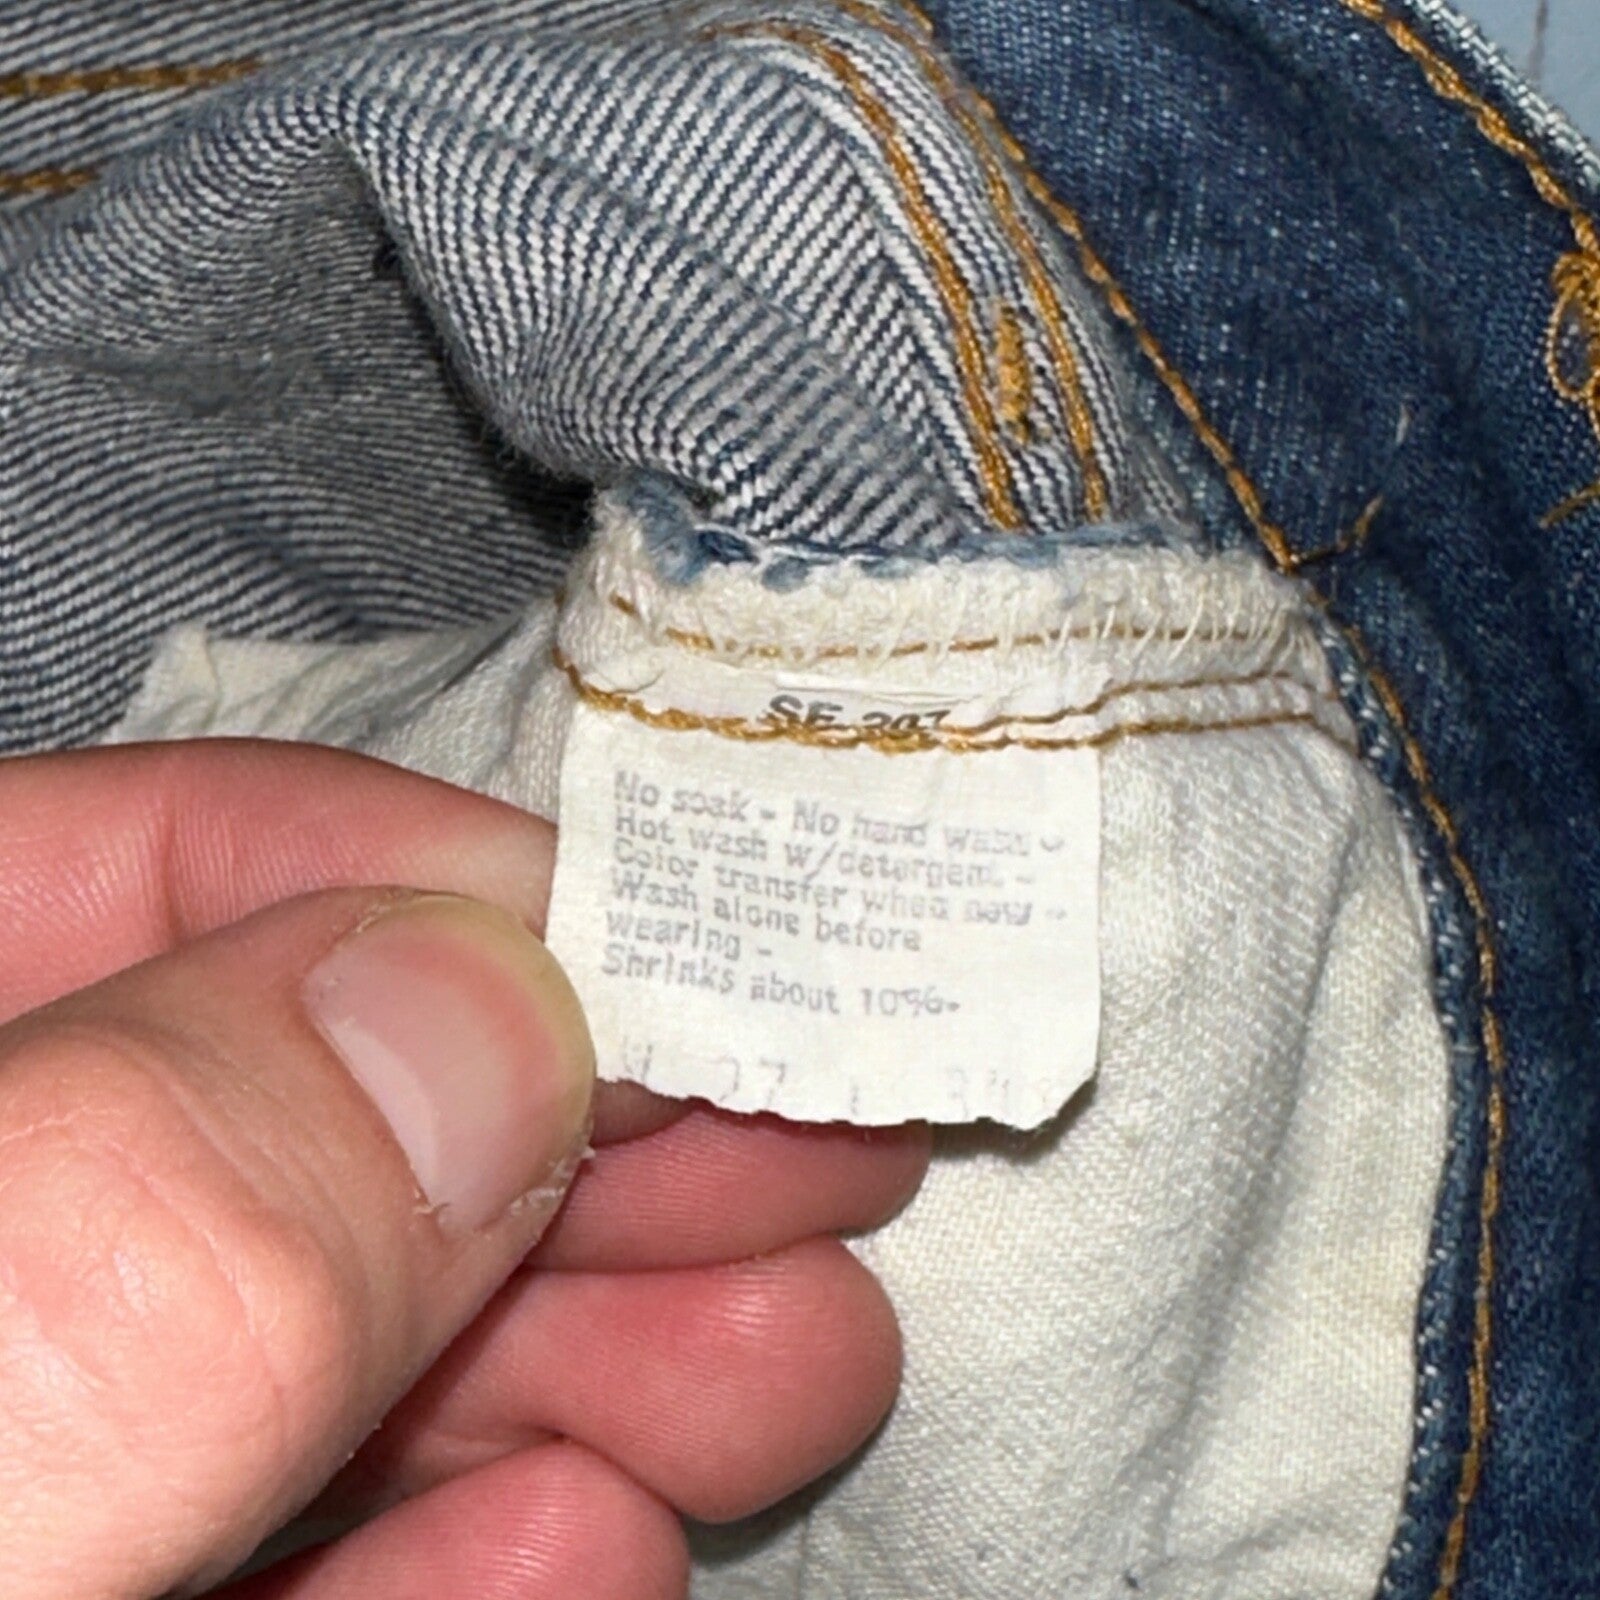 SF 207
No soak - No hand wash -
Hot wash w/detergent -
Color transfer when new -
Wash alone before
wearing -
Shrinks about 10%-